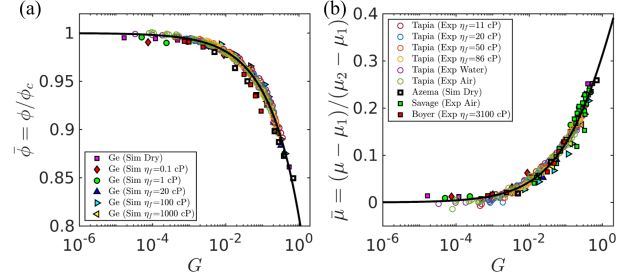 (a)
1
0.95
0.9
0.85
0.8
φ̄ = φ/φc
Ge (Sim Dry)
Ge (Sim ηf=0.1 cP)
Ge (Sim ηf=1 cP)
Ge (Sim ηf=20 cP)
Ge (Sim ηf=100 cP)
Ge (Sim ηf=1000 cP)
10⁻⁶ 10⁻⁴ 10⁻² 10⁰
G
(b)
0.4
0.3
0.2
0.1
0
μ̄ = (μ − μ₁)/(μ₂ − μ₁)
Tapia (Exp ηf=11 cP)
Tapia (Exp ηf=20 cP)
Tapia (Exp ηf=50 cP)
Tapia (Exp ηf=86 cP)
Tapia (Exp Water)
Tapia (Exp Air)
Azema (Sim Dry)
Savage (Exp Air)
Boyer (Exp ηf=3100 cP)
10⁻⁶ 10⁻⁴ 10⁻² 10⁰
G